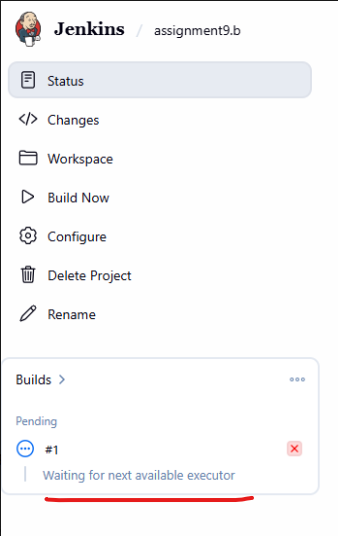 Jenkins / assignment9.b
Status
Changes
Workspace
Build Now
Configure
Delete Project
Rename
Builds >
Pending
#1
Waiting for next available executor